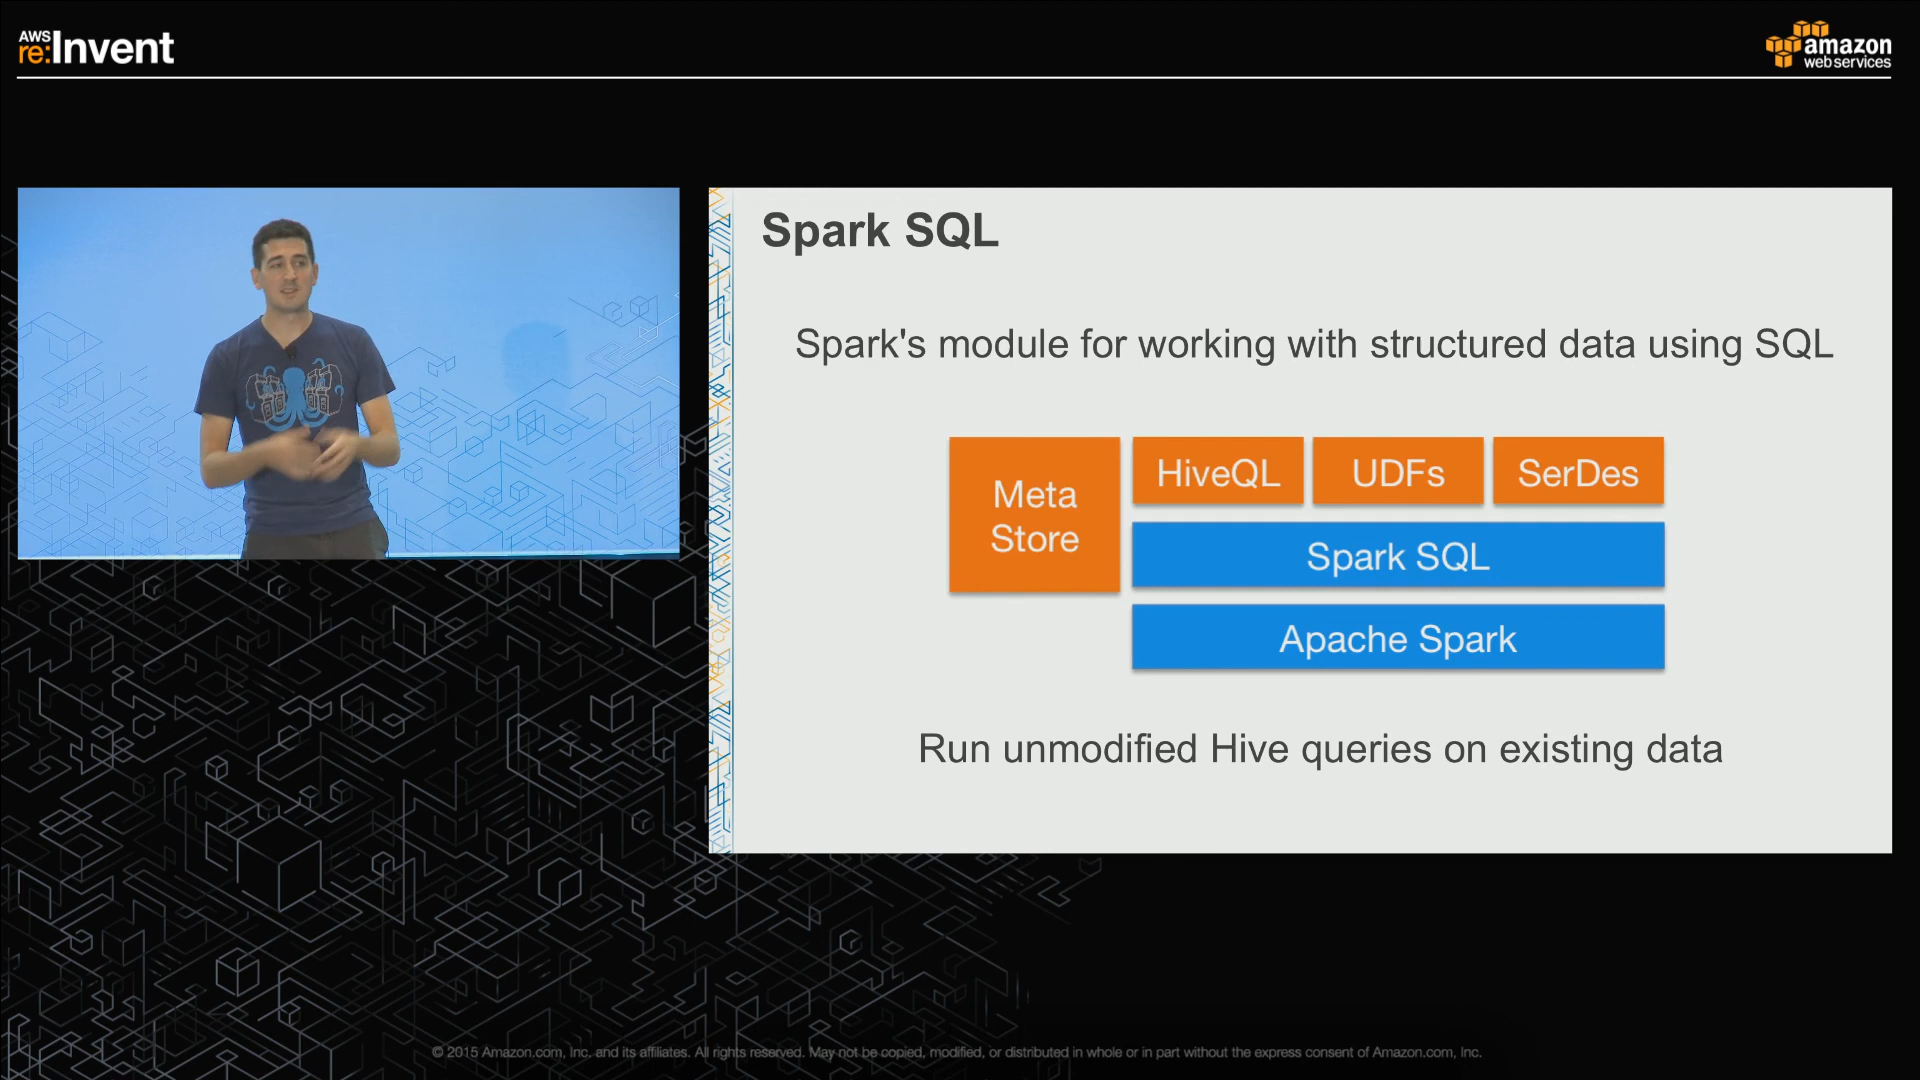 AWS
re:Invent
amazon
web services
Spark SQL
Spark's module for working with structured data using SQL
Meta
Store
HiveQL
UDFs
SerDes
Spark SQL
Apache Spark
Run unmodified Hive queries on existing data
© 2015 Amazon.com, Inc. and its affiliates. All rights reserved. May not be copied, modified, or distributed in whole or in part without the express consent of Amazon.com, Inc.